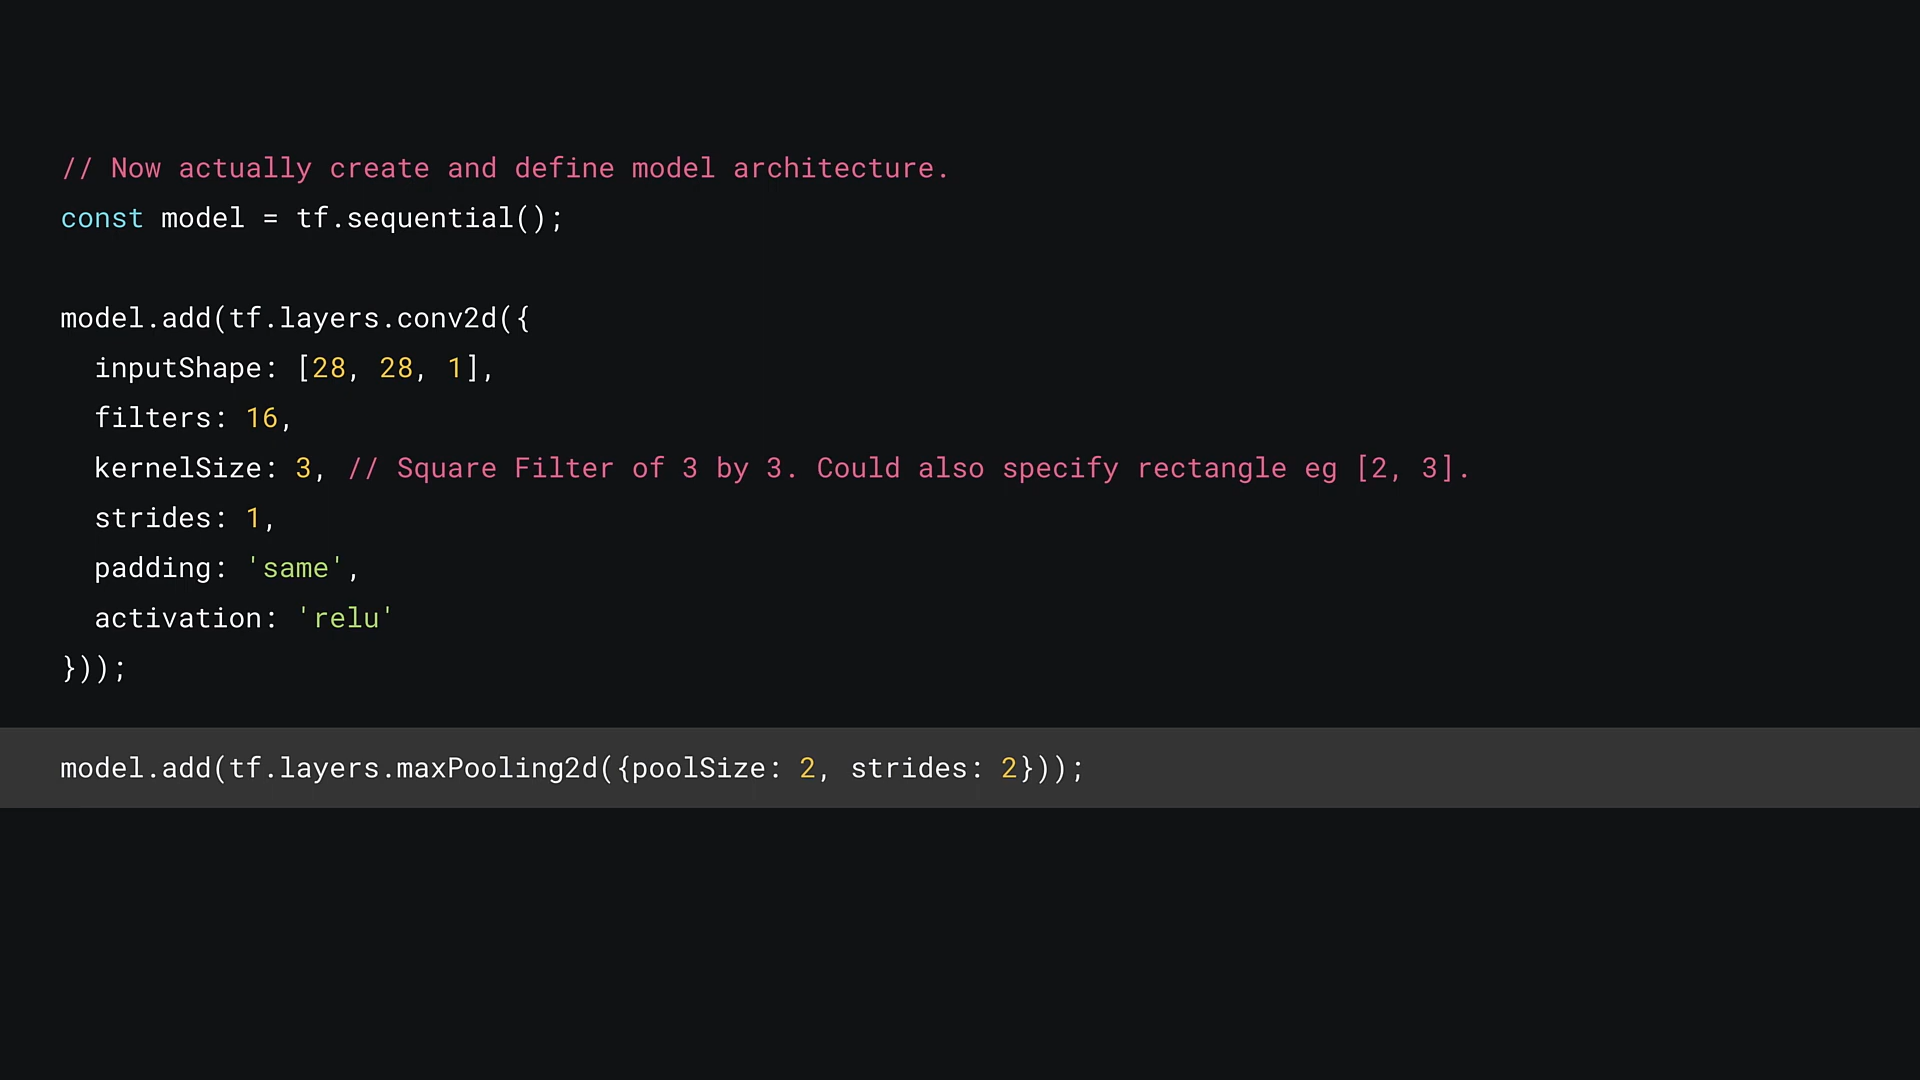 // Now actually create and define model architecture.
const model = tf.sequential();
model.add(tf.layers.conv2d({
  inputShape: [28, 28, 1],
  filters: 16,
  kernelSize: 3, // Square Filter of 3 by 3. Could also specify rectangle eg [2, 3].
  strides: 1,
  padding: 'same',
  activation: 'relu'
}));
model.add(tf.layers.maxPooling2d({poolSize: 2, strides: 2}));